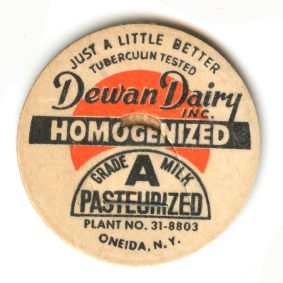 JUST A LITTLE BETTER
TUBERCULIN TESTED
Dewan Dairy
INC.
HOMOGENIZED
GRADE A MILK
PASTEURIZED
PLANT NO. 31-8803
ONEIDA, N.Y.